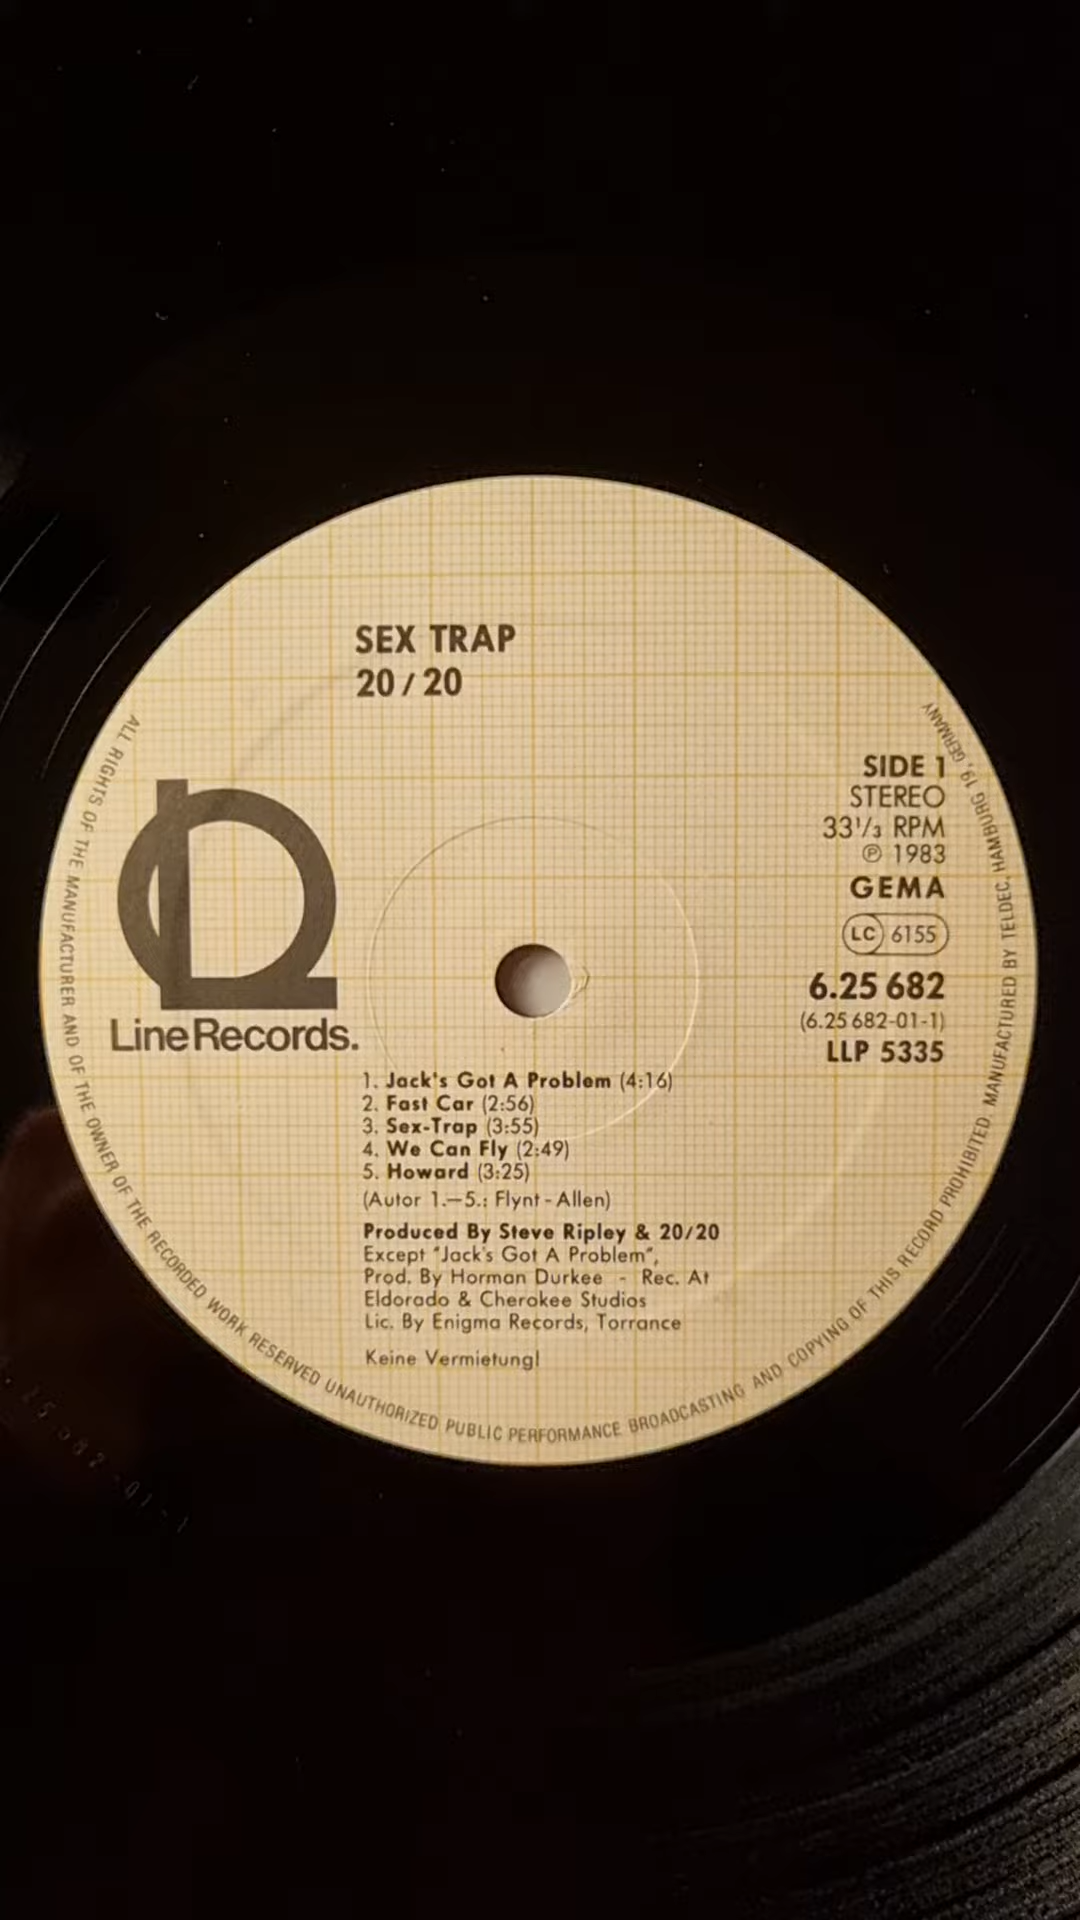 SEX TRAP
20/20
SIDE 1
STEREO
33 1/3 RPM
℗ 1983
GEMA
LC 6155
6.25 682
(6.25 682-01-1)
LLP 5335
Line Records.
1. Jack's Got A Problem (4:16)
2. Fast Car (2:56)
3. Sex-Trap (3:55)
4. We Can Fly (2:49)
5. Howard (3:25)
(Autor 1.—5.: Flynt-Allen)
Produced By Steve Ripley & 20/20
Except "Jack's Got A Problem",
Prod. By Horman Durkee - Rec. At
Eldorado & Cherokee Studios
Lic. By Enigma Records, Torrance
Keine Vermietung!
ALL RIGHTS OF THE MANUFACTURER AND OF THE OWNER OF THE RECORDED WORK RESERVED UNAUTHORIZED PUBLIC PERFORMANCE BROADCASTING AND COPYING OF THIS RECORD PROHIBITED. MANUFACTURED BY TELDEC, HAMBURG 19, GERMANY